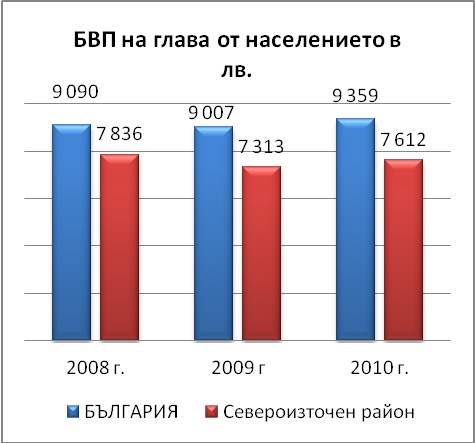 БВП на глава от населението в
лв.
9 090
7 836
9 007
7 313
9 359
7 612
2008 г.
2009 г
2010 г.
БЪЛГАРИЯ
Североизточен район